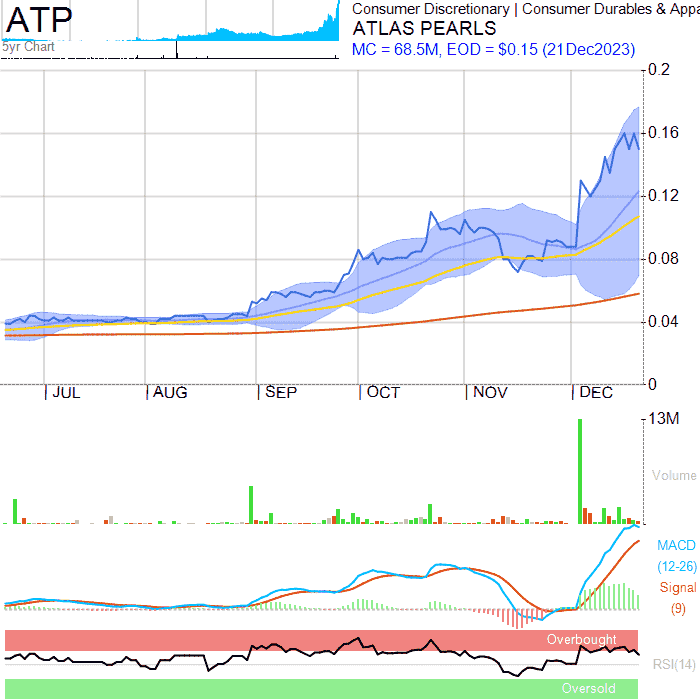 ATP
5yr Chart
Consumer Discretionary | Consumer Durables & Appa
ATLAS PEARLS
MC = 68.5M, EOD = $0.15 (21Dec2023)
0.2
0.16
0.12
0.08
0.04
0
JUL AUG SEP OCT NOV DEC
13M
Volume
MACD
(12-26)
Signal
(9)
Overbought
RSI(14)
Oversold